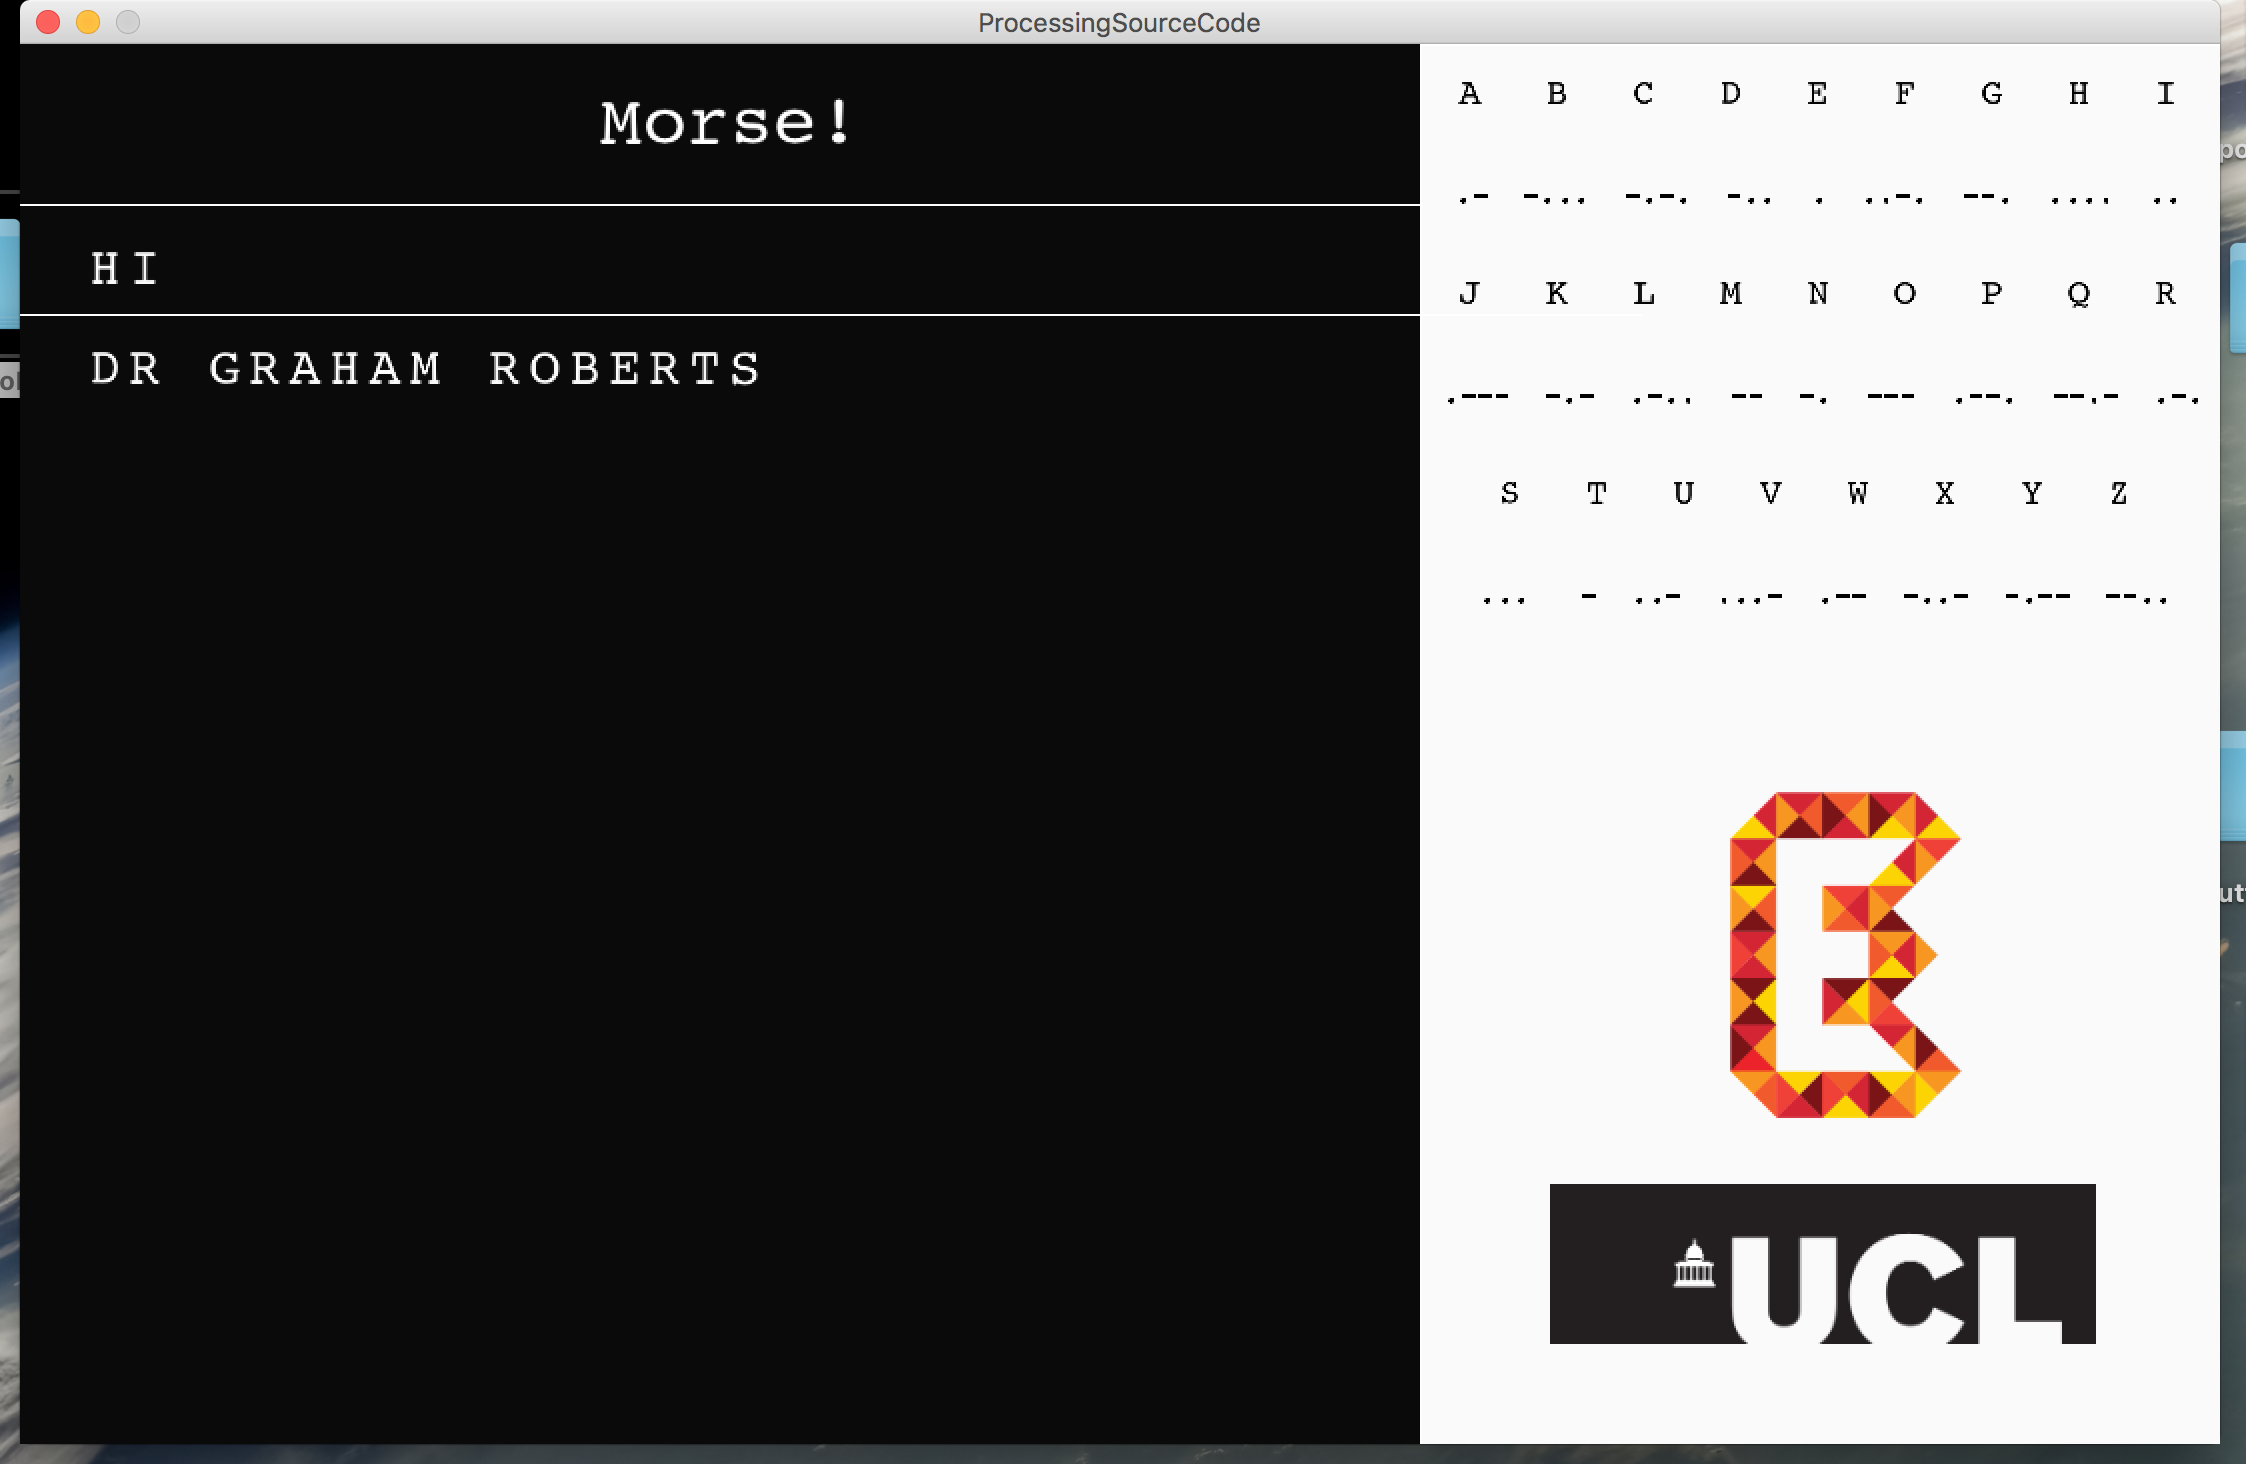 ProcessingSourceCode
Morse!
HI
DR GRAHAM ROBERTS
A B C D E F G H I
.- -... -.-. -.. . ..-. --. .... ..
J K L M N O P Q R
.--- -.- .-.. -- -. --- .--. --.- .-.
S T U V W X Y Z
... - ..- ...- .-- -..- -.-- --..
E
UCL